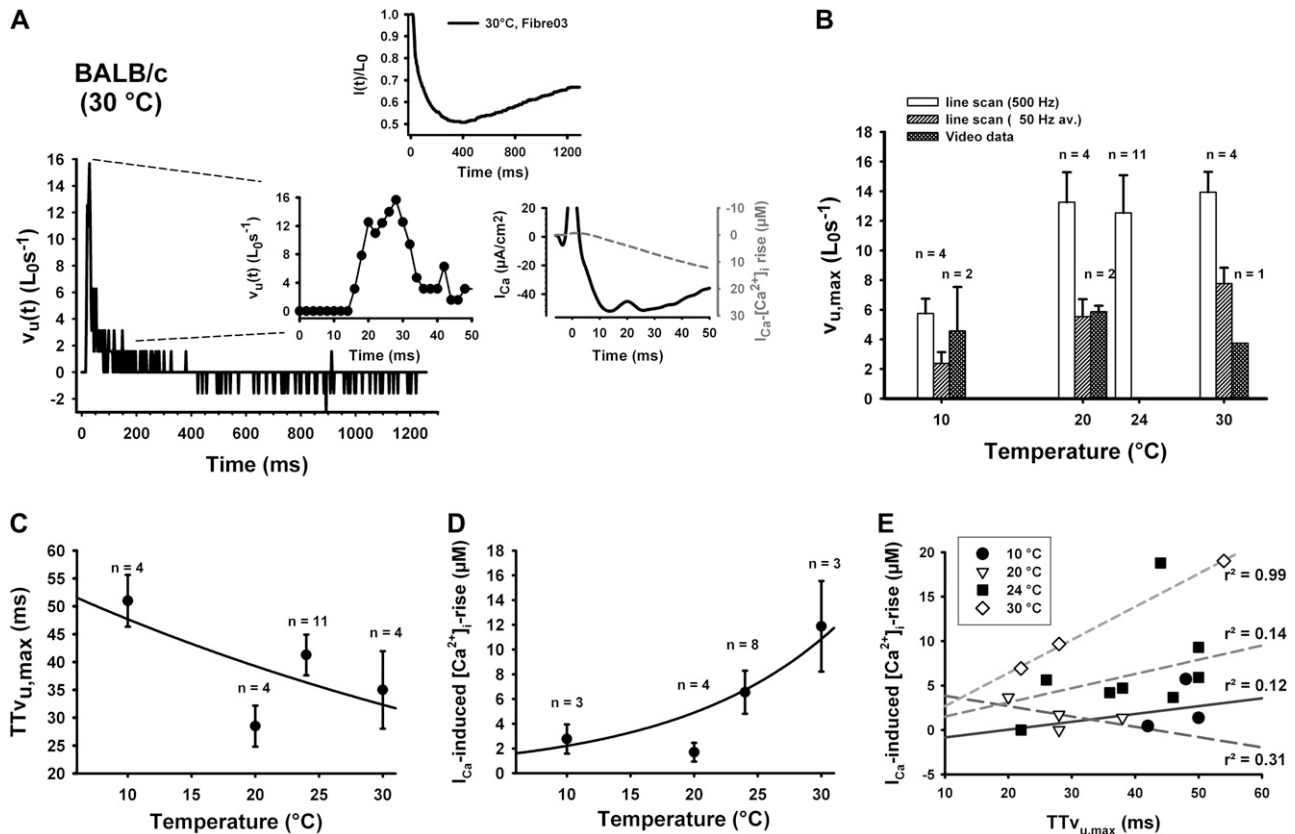 A
BALB/c
(30 °C)
30°C, Fibre03
l(t)/L0
1.0
0.9
0.8
0.7
0.6
0.5
0 400 800 1200
Time (ms)
vu(t) (L0s-1)
16
14
12
10
8
6
4
2
0
-2
0 200 400 600 800 1000 1200
Time (ms)
vu(t) (L0s-1)
16
12
8
4
0
0 10 20 30 40 50
Time (ms)
ICa (µA/cm2)
0
-20
-40
0 10 20 30 40 50
Time (ms)
-10
0
10
20
30
ICa-[Ca2+]i rise (µM)
B
line scan (500 Hz)
line scan ( 50 Hz av.)
Video data
vu,max (L0s-1)
18
16
14
12
10
8
6
4
2
0
n = 4
n = 2
n = 4
n = 2
n = 11
n = 4
n = 1
10 20 24 30
Temperature (°C)
C
TTvu,max (ms)
60
55
50
45
40
35
30
25
20
n = 4
n = 4
n = 11
n = 4
10 15 20 25 30
Temperature (°C)
D
ICa-induced [Ca2+]i-rise (µM)
18
16
14
12
10
8
6
4
2
0
n = 3
n = 4
n = 8
n = 3
10 15 20 25 30
Temperature (°C)
E
10 °C
20 °C
24 °C
30 °C
ICa-induced [Ca2+]i-rise (µM)
20
15
10
5
0
-5
r² = 0.99
r² = 0.14
r² = 0.12
r² = 0.31
10 20 30 40 50 60
TTvu,max (ms)